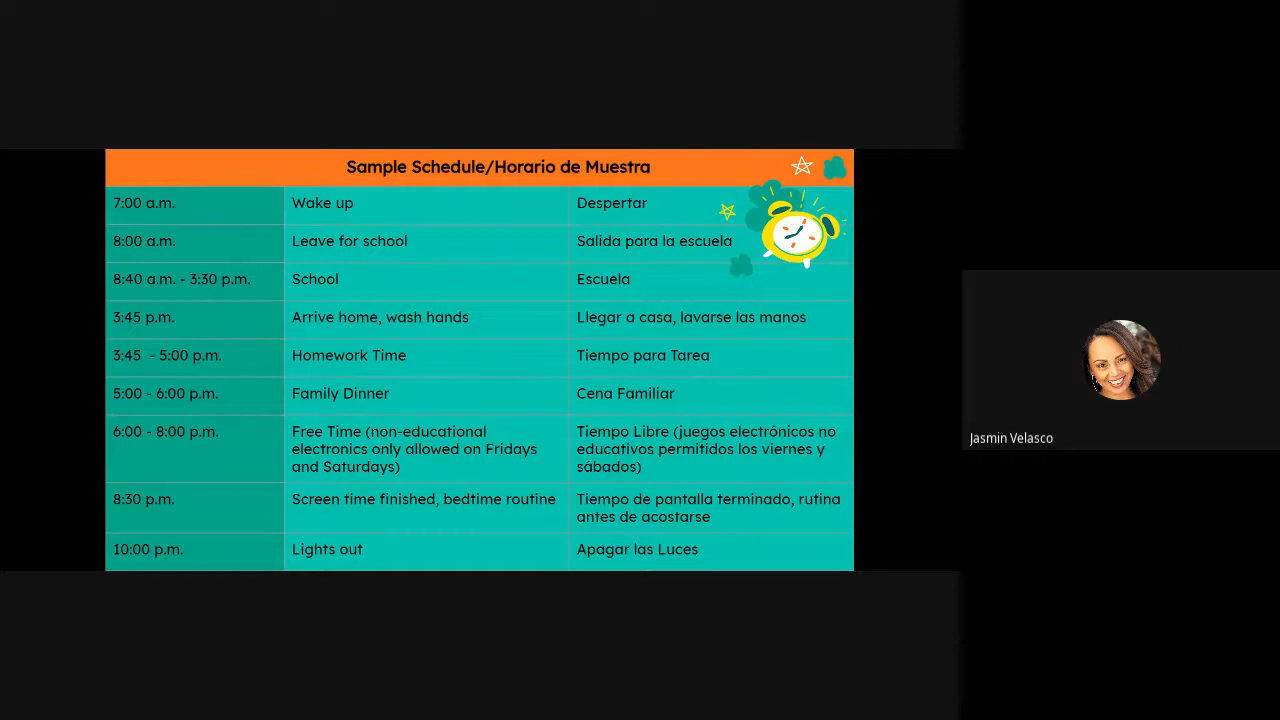 Sample Schedule/Horario de Muestra
7:00 a.m. Wake up Despertar
8:00 a.m. Leave for school Salida para la escuela
8:40 a.m. - 3:30 p.m. School Escuela
3:45 p.m. Arrive home, wash hands Llegar a casa, lavarse las manos
3:45 - 5:00 p.m. Homework Time Tiempo para Tarea
5:00 - 6:00 p.m. Family Dinner Cena Familiar
6:00 - 8:00 p.m. Free Time (non-educational Tiempo Libre (juegos electrónicos no
electronics only allowed on Fridays educativos permitidos los viernes y
and Saturdays) sábados)
8:30 p.m. Screen time finished, bedtime routine Tiempo de pantalla terminado, rutina
antes de acostarse
10:00 p.m. Lights out Apagar las Luces
Jasmin Velasco